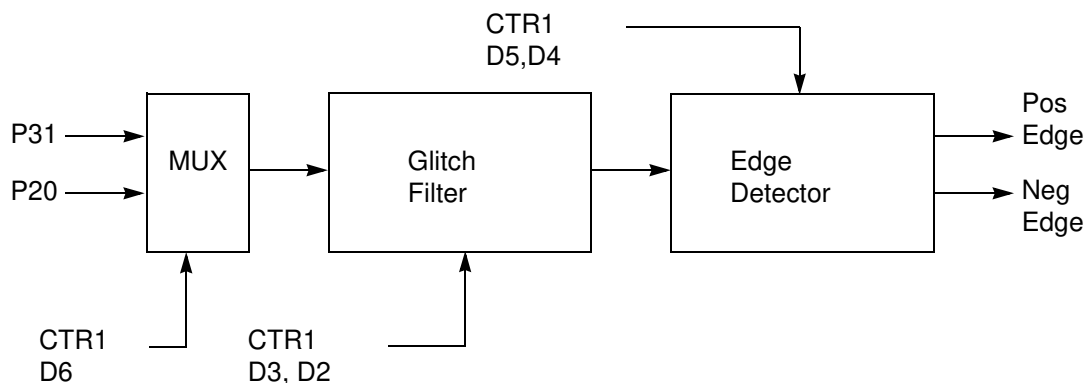 CTR1
D5,D4
P31
P20
MUX
Glitch
Filter
Edge
Detector
Pos
Edge
Neg
Edge
CTR1
D6
CTR1
D3, D2